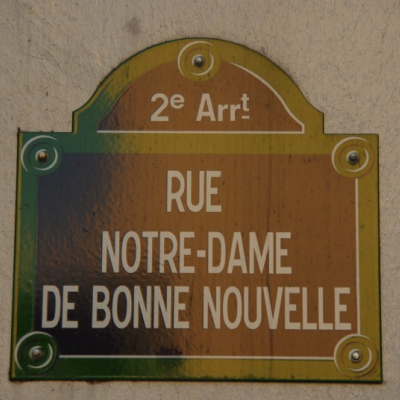 2e Arrt
RUE
NOTRE-DAME
DE BONNE NOUVELLE